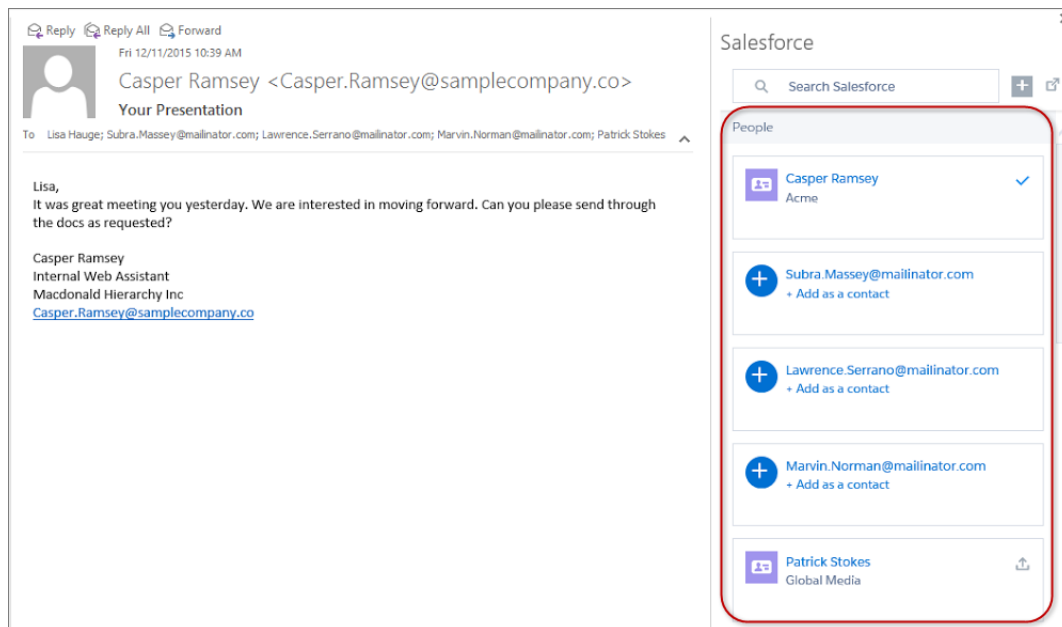 Reply Reply All Forward
Fri 12/11/2015 10:39 AM
Casper Ramsey <Casper.Ramsey@samplecompany.co>
Your Presentation
To Lisa Hauge; Subra.Massey@mailinator.com; Lawrence.Serrano@mailinator.com; Marvin.Norman@mailinator.com; Patrick Stokes
Lisa,
It was great meeting you yesterday. We are interested in moving forward. Can you please send through
the docs as requested?
Casper Ramsey
Internal Web Assistant
Macdonald Hierarchy Inc
Casper.Ramsey@samplecompany.co
Salesforce
Search Salesforce
People
Casper Ramsey
Acme
Subra.Massey@mailinator.com
+ Add as a contact
Lawrence.Serrano@mailinator.com
+ Add as a contact
Marvin.Norman@mailinator.com
+ Add as a contact
Patrick Stokes
Global Media